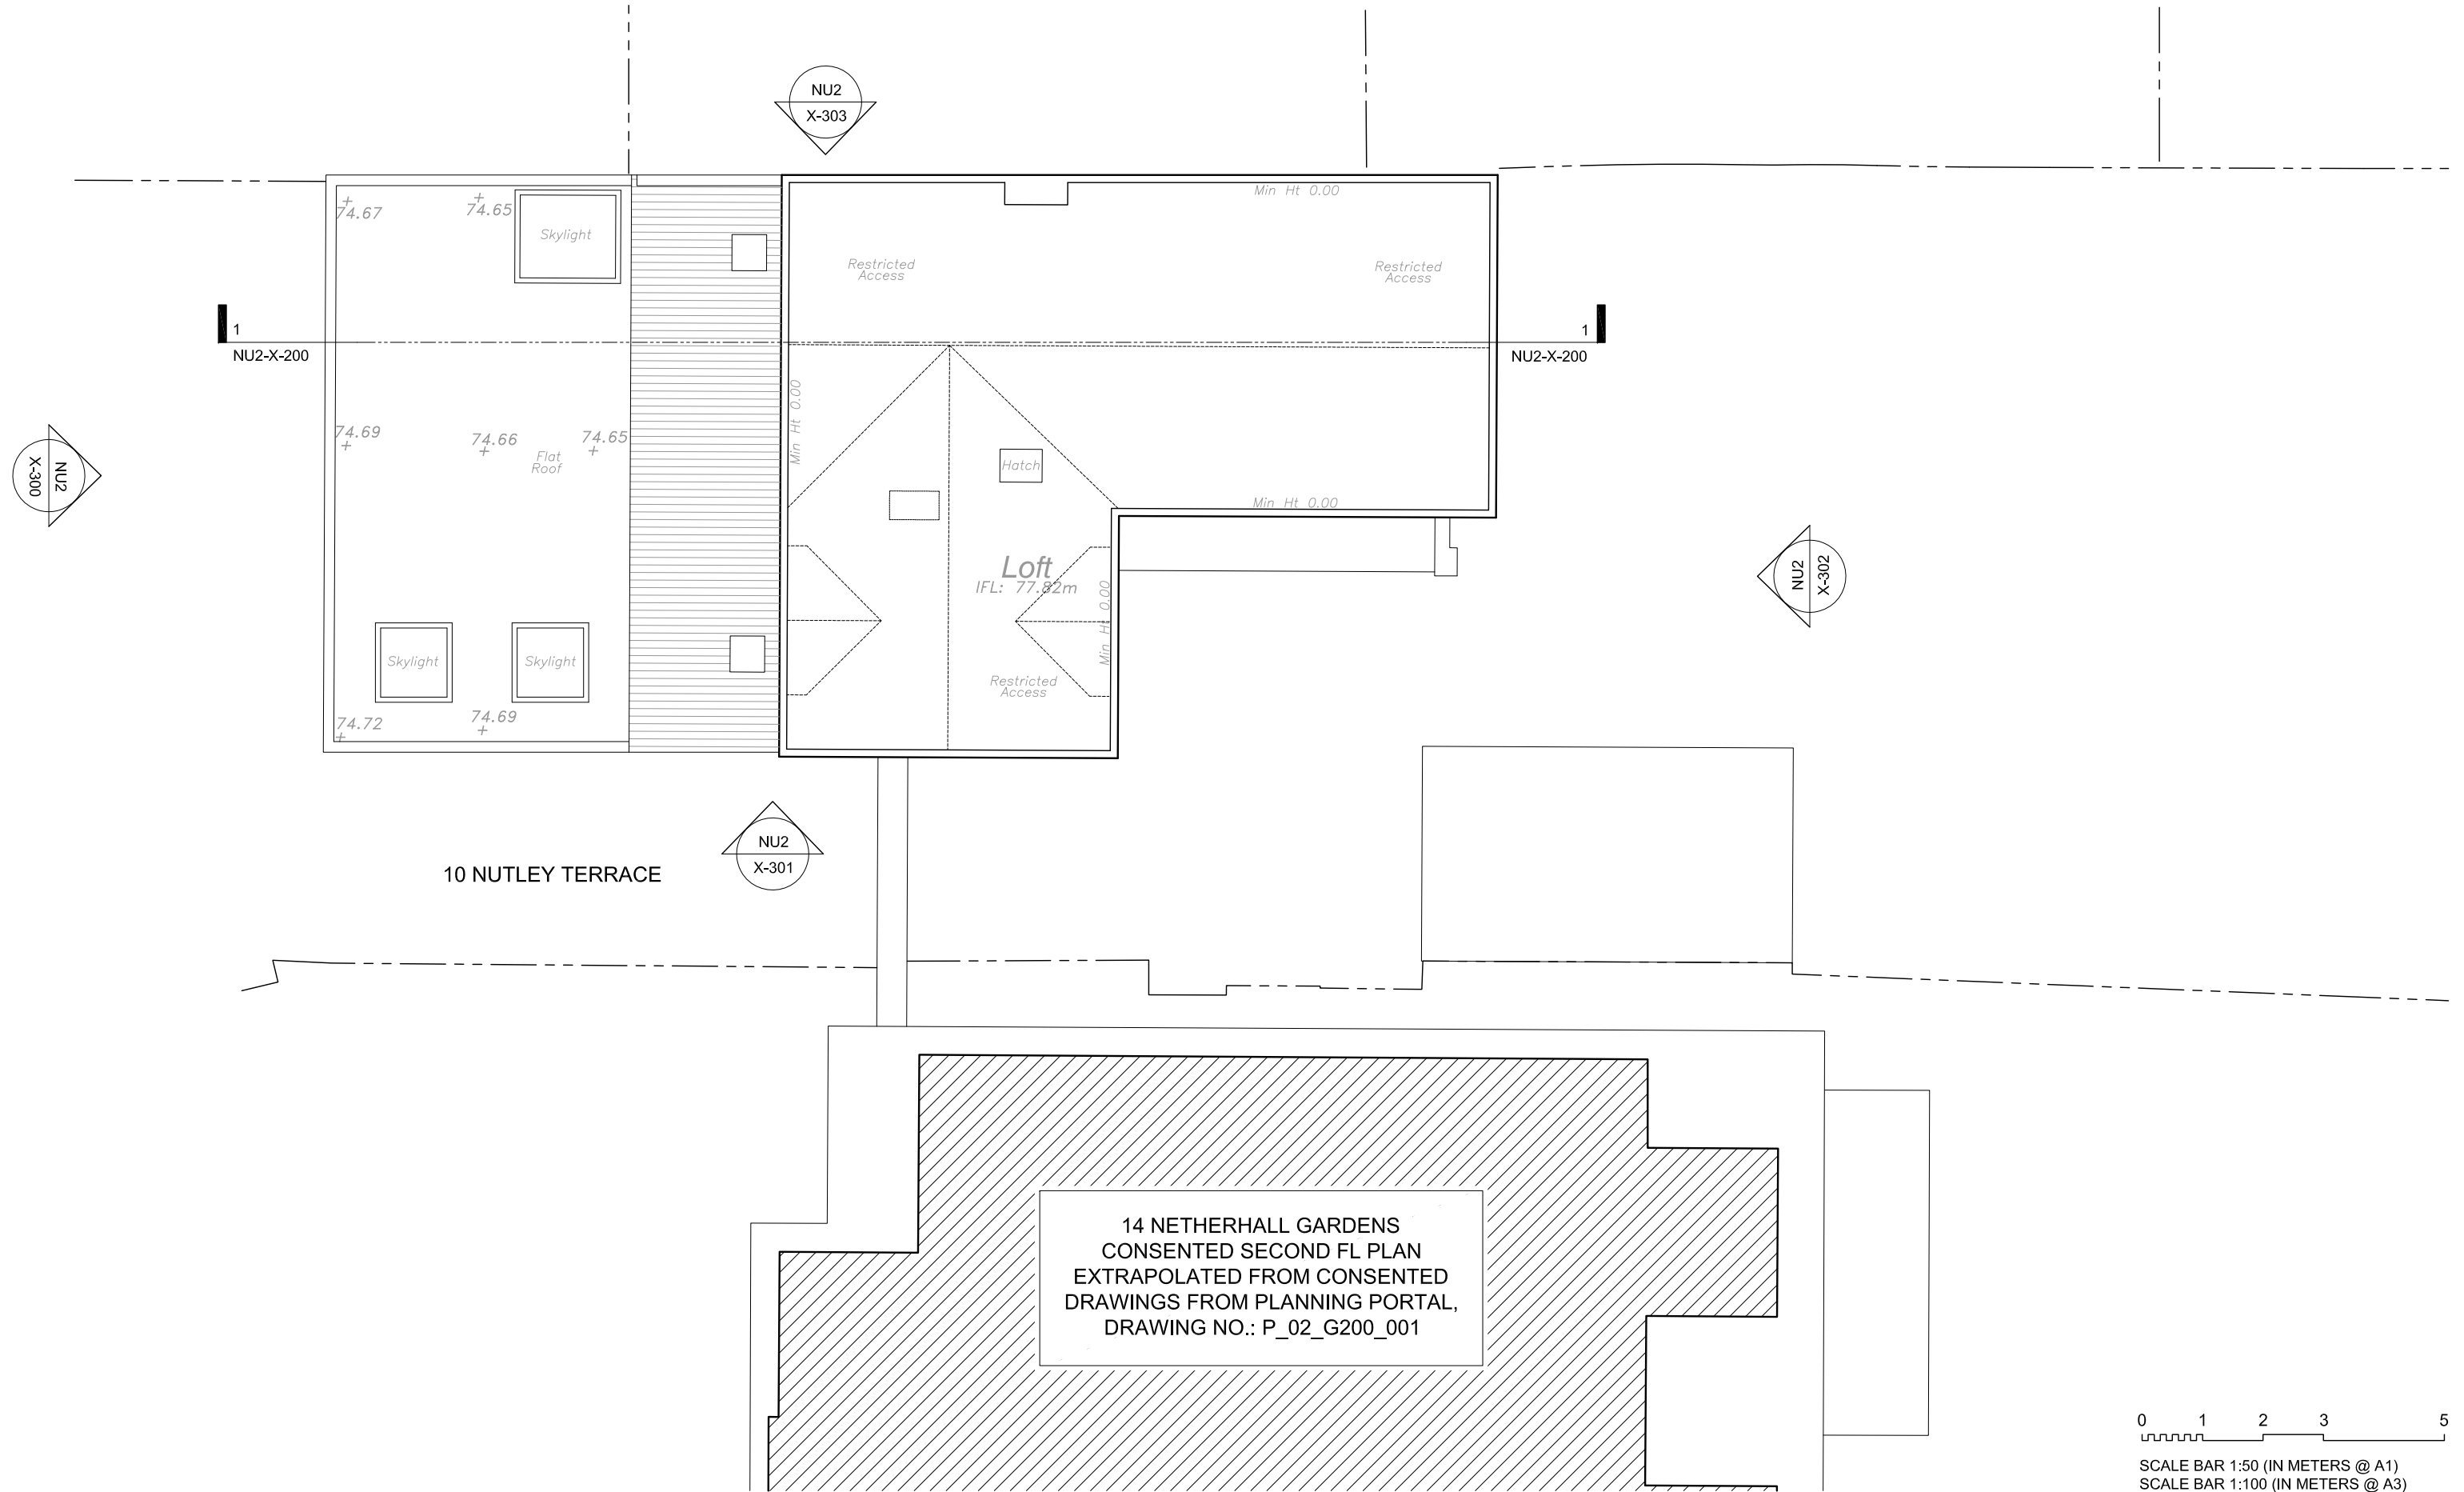 NU2
X-303
Min Ht 0.00
74.67
74.65
Skylight
Restricted
Access
Restricted
Access
1
NU2-X-200
1
NU2-X-200
Min Ht 0.00
74.69
74.66
74.65
Flat
Roof
NU2
X-300
Hatch
Min Ht 0.00
Loft
IFL: 77.82m
Min Ht 0.00
NU2
X-302
Skylight
Skylight
Restricted
Access
74.72
74.69
NU2
X-301
10 NUTLEY TERRACE
14 NETHERHALL GARDENS
CONSENTED SECOND FL PLAN
EXTRAPOLATED FROM CONSENTED
DRAWINGS FROM PLANNING PORTAL,
DRAWING NO.: P_02_G200_001
0 1 2 3 5
SCALE BAR 1:50 (IN METERS @ A1)
SCALE BAR 1:100 (IN METERS @ A3)